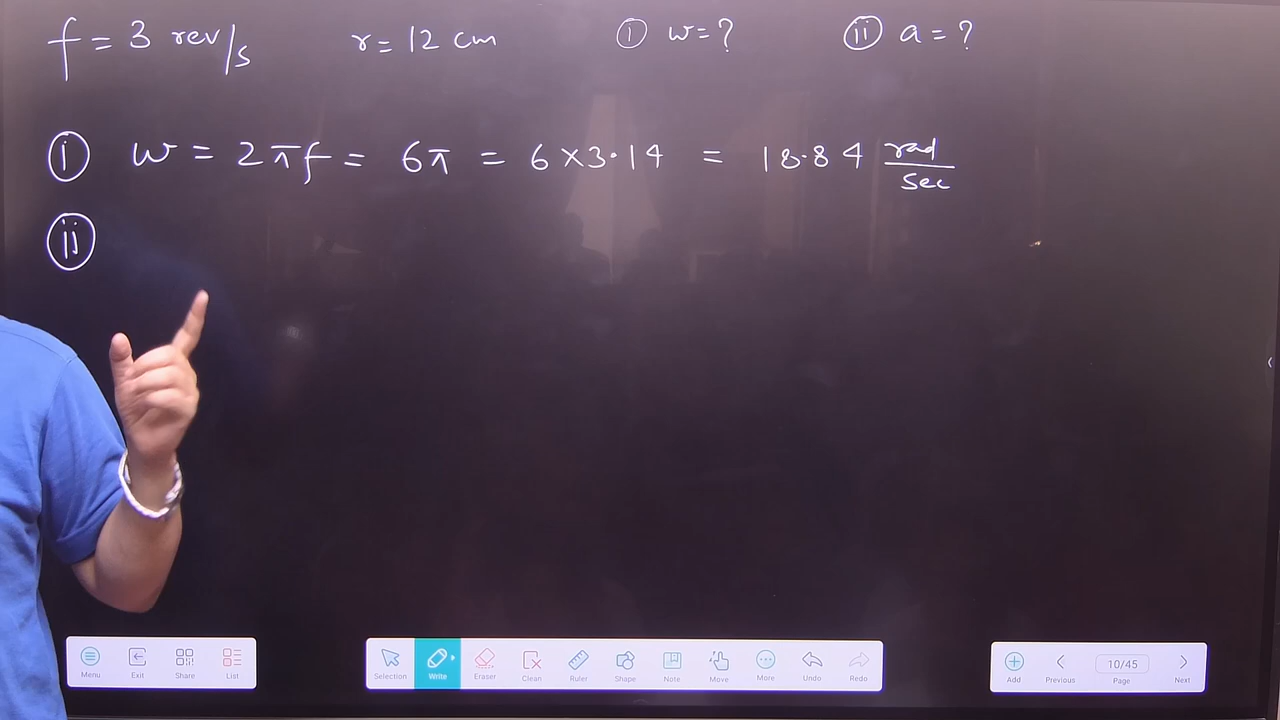 f = 3 rev/s r = 12 cm ⓘ w = ? ⓘⓘ a = ?
ⓘ w = 2πf = 6π = 6 × 3·14 = 18·84 rad/sec
ⓘⓘ
Menu Exit Share List Selection Write Eraser Clean Ruler Shape Note Move More Undo Redo Add Previous 10/45 Page Next